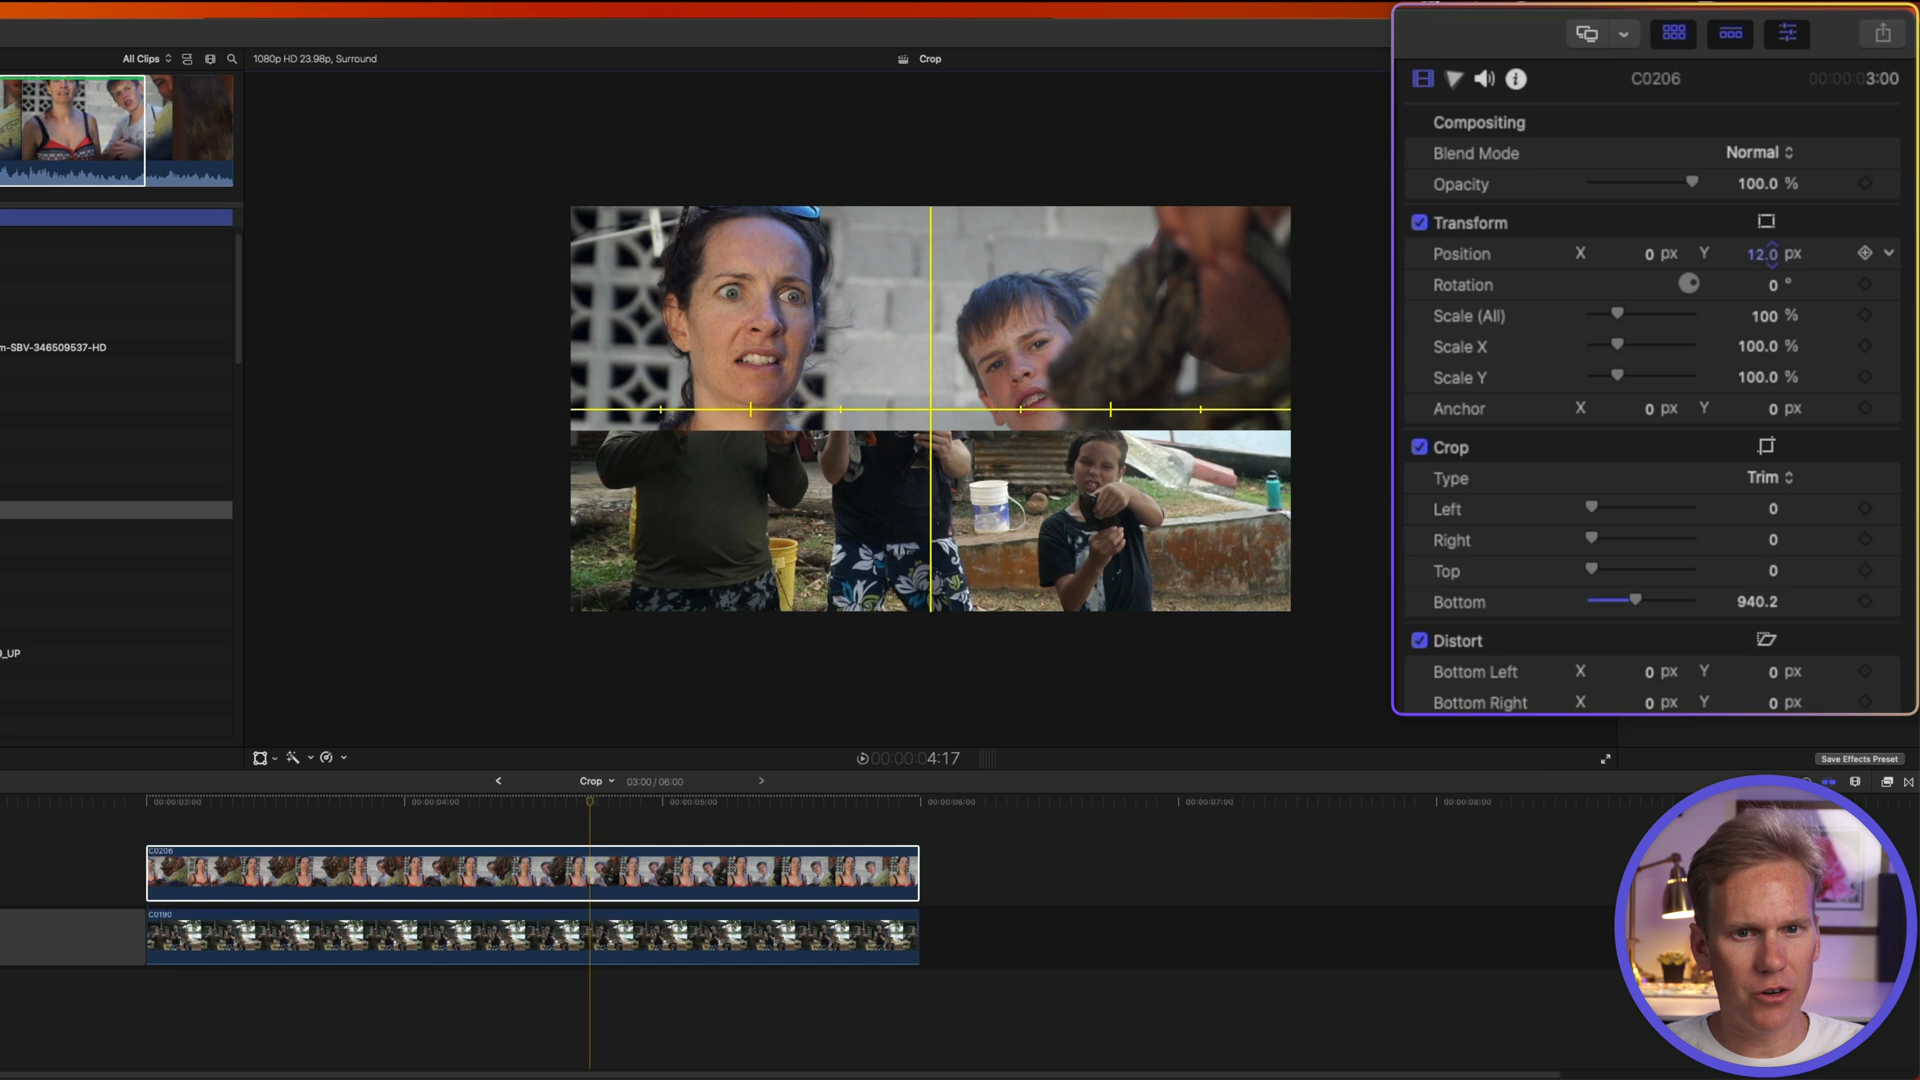 All Clips
1080p HD 23.98p, Surround
Crop
C0206
00:00:03:00
Compositing
Blend Mode Normal
Opacity 100.0 %
Transform
Position X 0 px Y 12.0 px
Rotation 0 °
Scale (All) 100 %
Scale X 100.0 %
Scale Y 100.0 %
Anchor X 0 px Y 0 px
Crop
Type Trim
Left 0
Right 0
Top 0
Bottom 940.2
Distort
Bottom Left X 0 px Y 0 px
Bottom Right X 0 px Y 0 px
m-SBV-346509537-HD
_UP
00:00:04:17
Save Effects Preset
Crop 03:00 / 06:00
00:00:03:00 00:00:04:00 00:00:05:00 00:00:06:00 00:00:07:00 00:00:08:00
C0206
C0190